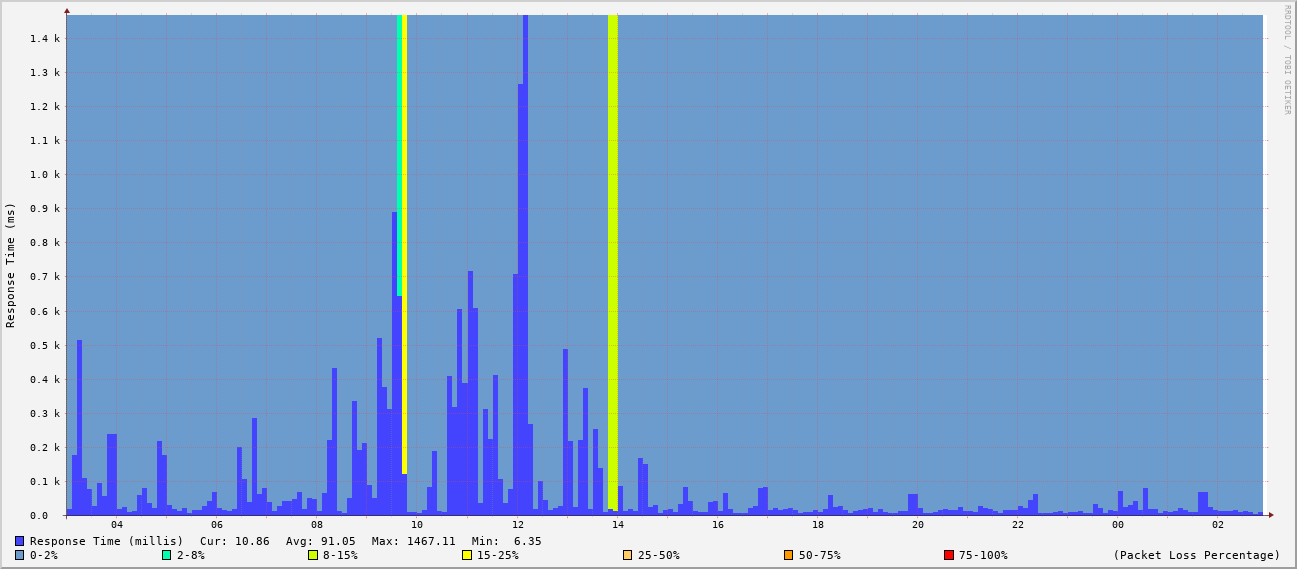 RRDTOOL / TOBI OETIKER
Response Time (ms)
1.4 k
1.3 k
1.2 k
1.1 k
1.0 k
0.9 k
0.8 k
0.7 k
0.6 k
0.5 k
0.4 k
0.3 k
0.2 k
0.1 k
0.0
04 06 08 10 12 14 16 18 20 22 00 02
Response Time (millis) Cur: 10.86 Avg: 91.05 Max: 1467.11 Min: 6.35
0-2% 2-8% 8-15% 15-25% 25-50% 50-75% 75-100% (Packet Loss Percentage)